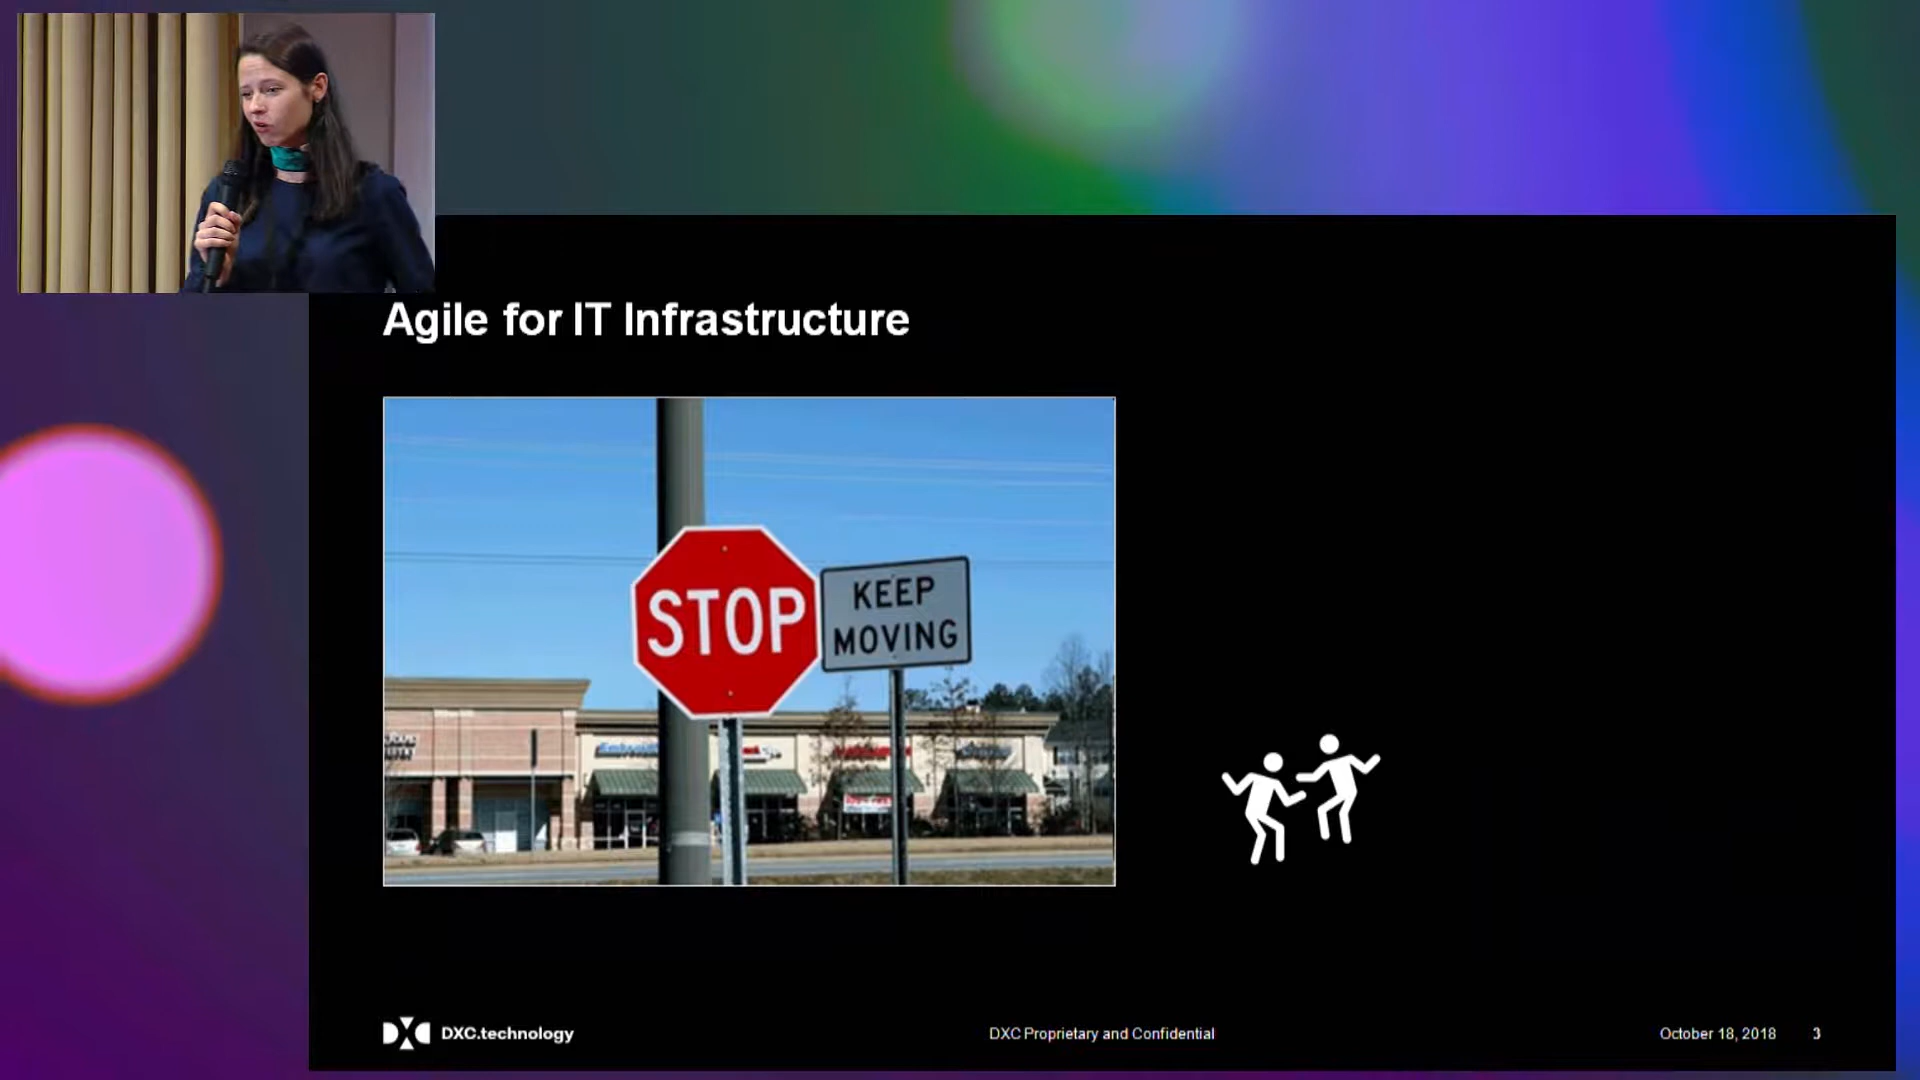 Agile for IT Infrastructure
STOP
KEEP
MOVING
DXC.technology
DXC Proprietary and Confidential
October 18, 2018
3